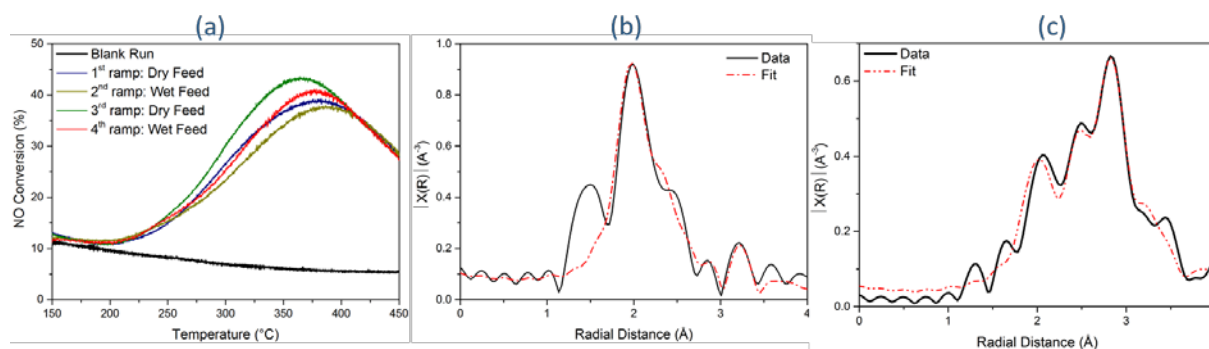 (a)
NO Conversion (%)
50
40
30
20
10
0
Blank Run
1st ramp: Dry Feed
2nd ramp: Wet Feed
3rd ramp: Dry Feed
4th ramp: Wet Feed
150 200 250 300 350 400 450
Temperature (°C)
(b)
|X(R)| (A⁻³)
1.0
0.8
0.6
0.4
0.2
0.0
Data
Fit
0 1 2 3 4
Radial Distance (Å)
(c)
|X(R)| (A⁻³)
0.6
0.4
0.2
0.0
Data
Fit
0 1 2 3
Radial Distance (Å)